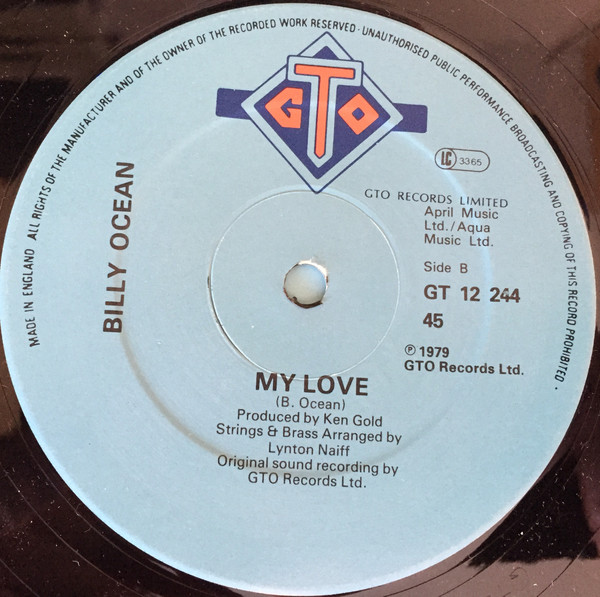 MADE IN ENGLAND ALL RIGHTS OF THE MANUFACTURER AND OF THE OWNER OF THE RECORDED WORK RESERVED · UNAUTHORISED PUBLIC PERFORMANCE BROADCASTING AND COPYING OF THIS RECORD PROHIBITED ·
GTO
LC 3365
BILLY OCEAN
GTO RECORDS LIMITED
April Music
Ltd./Aqua
Music Ltd.
Side B
GT 12 244
45
℗ 1979
GTO Records Ltd.
MY LOVE
(B. Ocean)
Produced by Ken Gold
Strings & Brass Arranged by
Lynton Naiff
Original sound recording by
GTO Records Ltd.